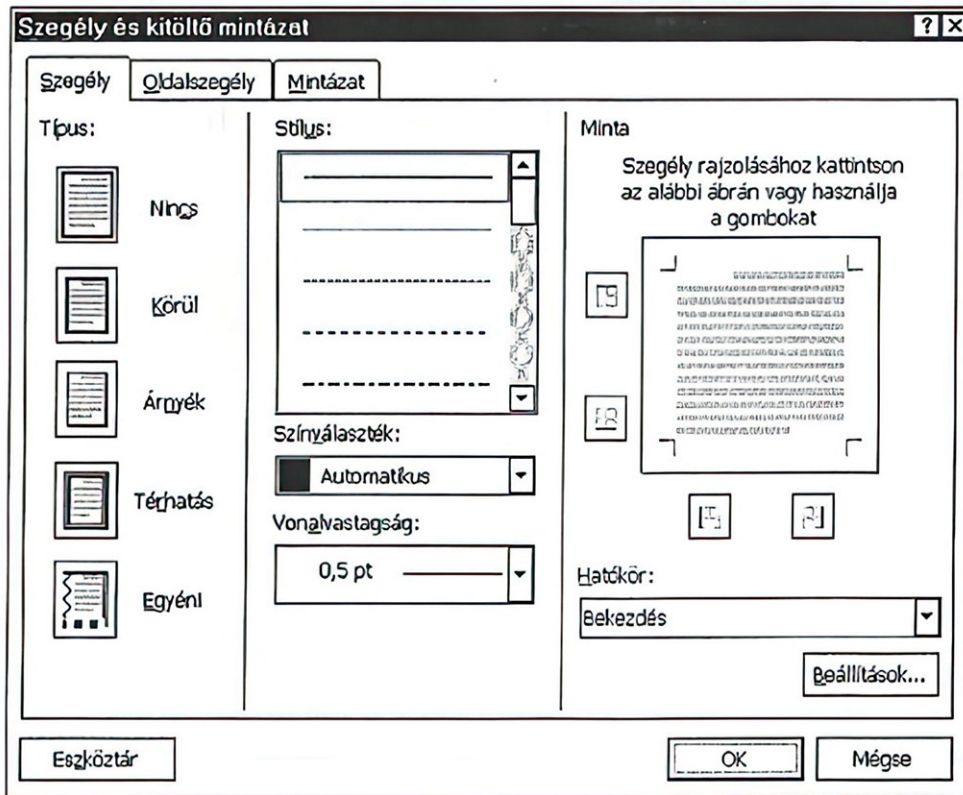 Szegély és kitöltő mintázat
Szegély Oldalszegély Mintázat
Típus:
Nincs
Körül
Árnyék
Térhatás
Egyéni
Stílus:
Színválaszték:
Automatikus
Vonalvastagság:
0,5 pt
Minta
Szegély rajzolásához kattintson
az alábbi ábrán vagy használja
a gombokat
Hatókör:
Bekezdés
Beállítások...
Eszköztár
OK
Mégse